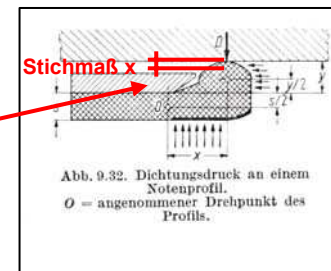 D
Stichmaß x
y/2
y
s/2
s
O
x
Abb. 9.32. Dichtungsdruck an einem
Notenprofil.
O = angenommener Drehpunkt des
Profils.